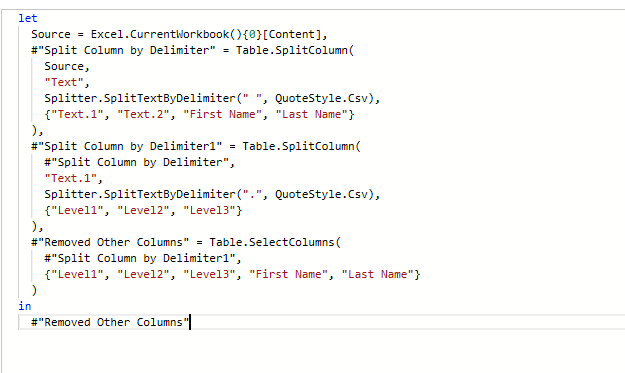 let
  Source = Excel.CurrentWorkbook(){0}[Content],
  #"Split Column by Delimiter" = Table.SplitColumn(
    Source,
    "Text",
    Splitter.SplitTextByDelimiter(" ", QuoteStyle.Csv),
    {"Text.1", "Text.2", "First Name", "Last Name"}
  ),
  #"Split Column by Delimiter1" = Table.SplitColumn(
    #"Split Column by Delimiter",
    "Text.1",
    Splitter.SplitTextByDelimiter(".", QuoteStyle.Csv),
    {"Level1", "Level2", "Level3"}
  ),
  #"Removed Other Columns" = Table.SelectColumns(
    #"Split Column by Delimiter1",
    {"Level1", "Level2", "Level3", "First Name", "Last Name"}
  )
in
  #"Removed Other Columns"